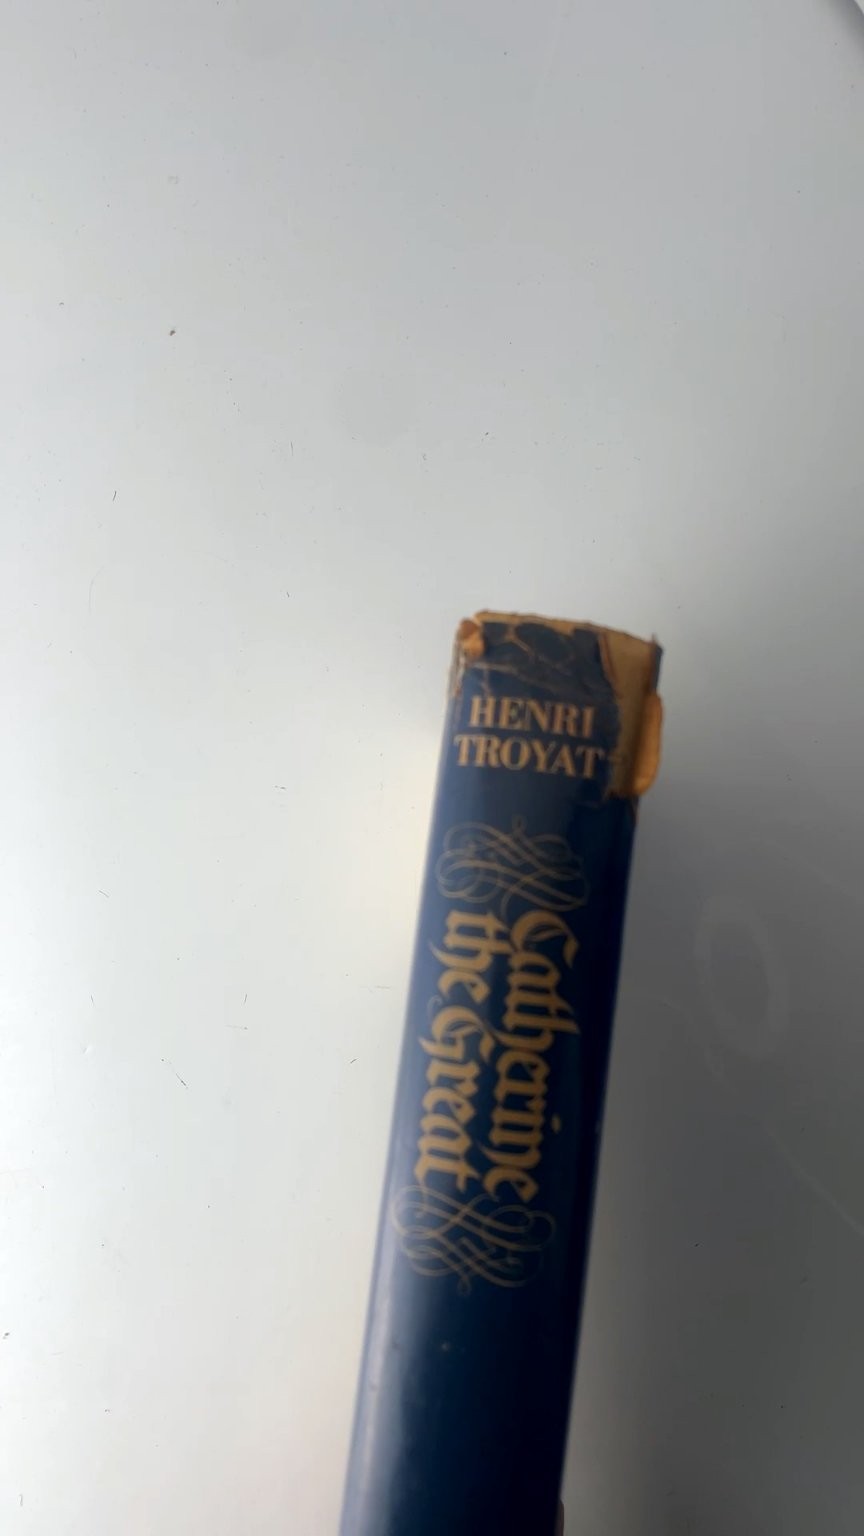 HENRI
TROYAT
Catherine
the Great